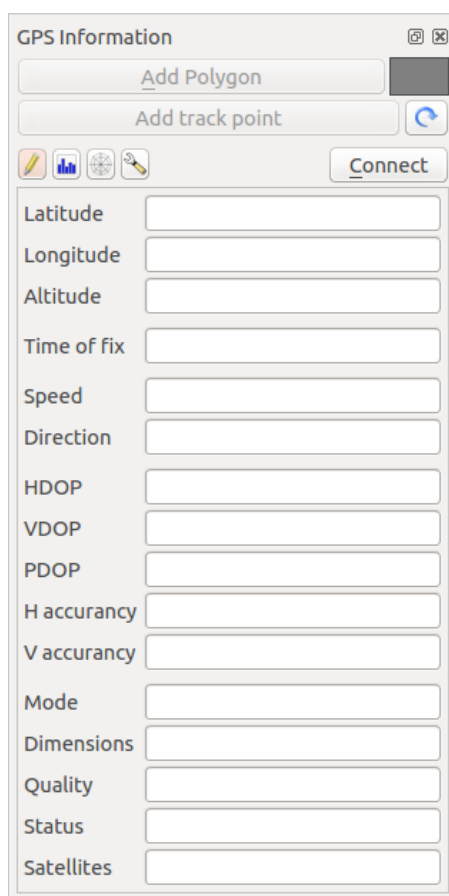 GPS Information
Add Polygon
Add track point
Connect
Latitude
Longitude
Altitude
Time of fix
Speed
Direction
HDOP
VDOP
PDOP
H accurancy
V accurancy
Mode
Dimensions
Quality
Status
Satellites